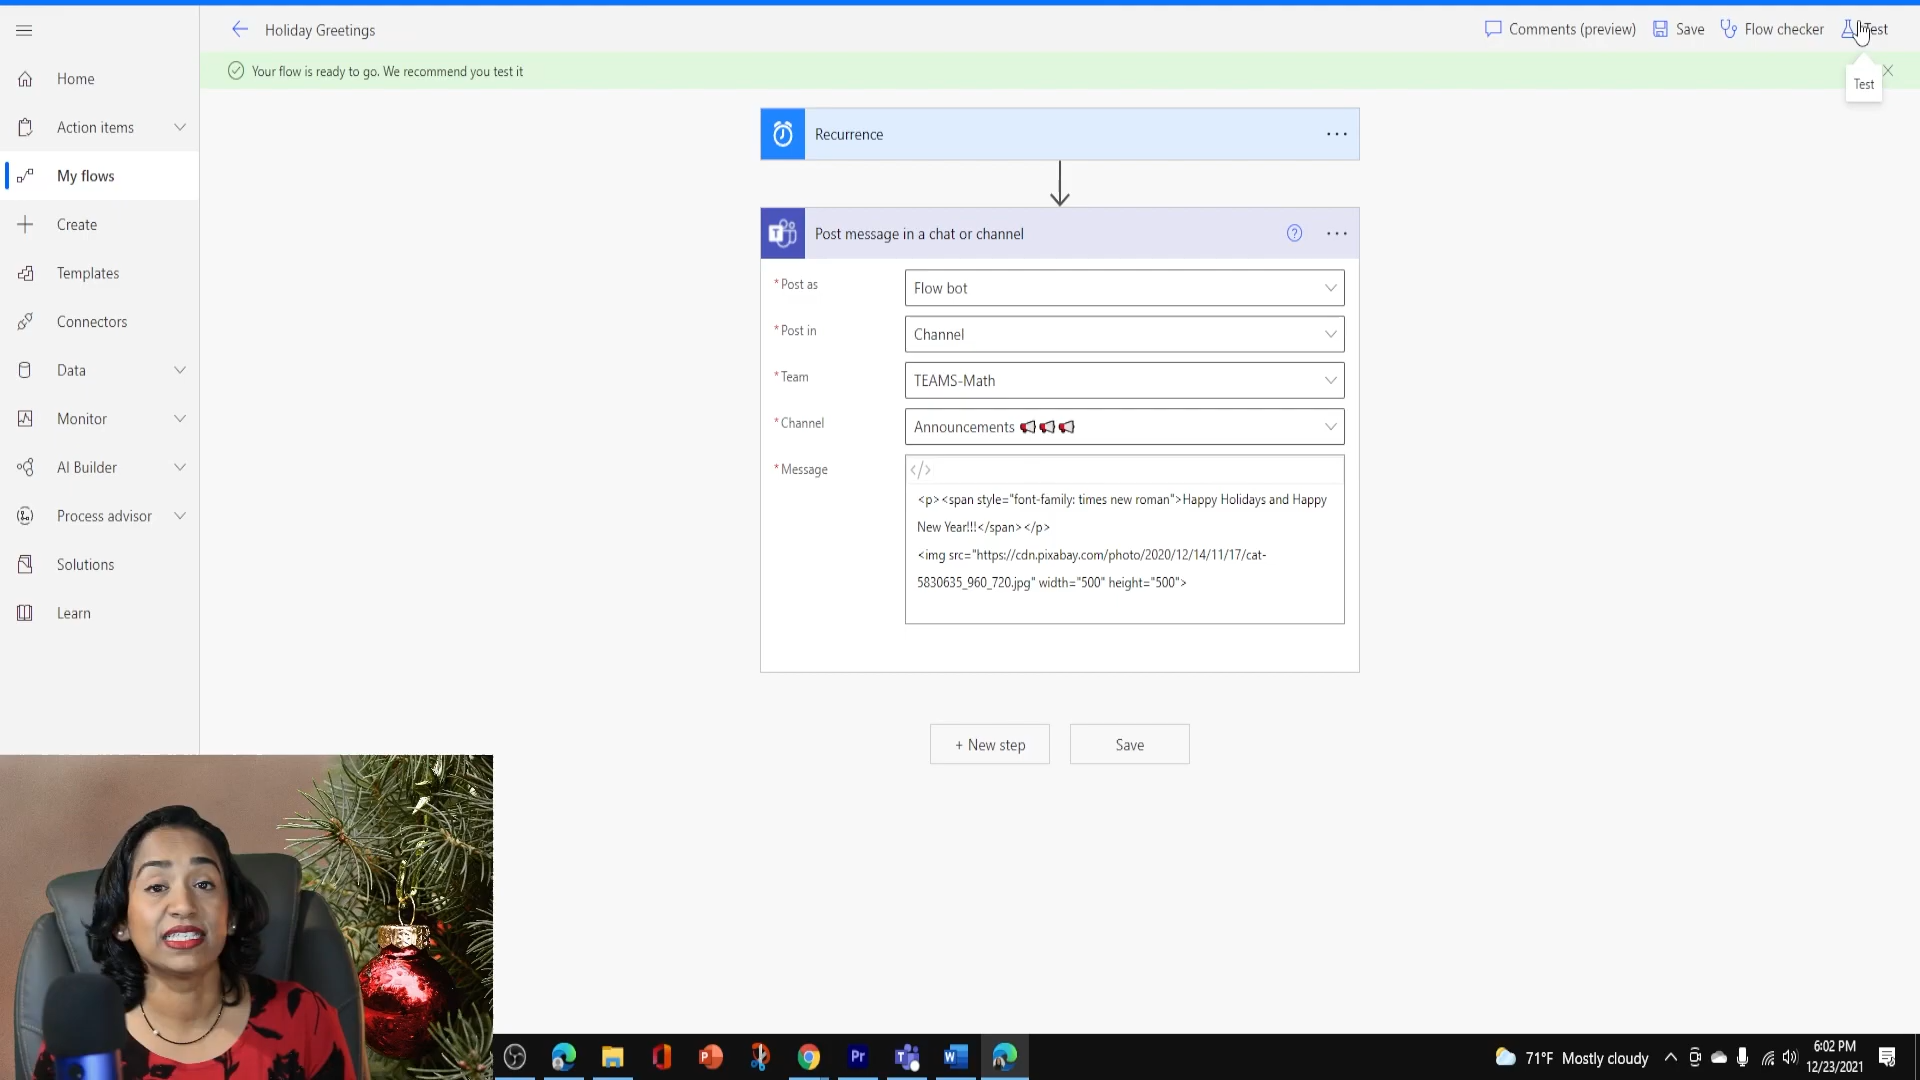 Holiday Greetings
Comments (preview)
Save
Flow checker
Test
Your flow is ready to go. We recommend you test it
Test
Home
Action items
My flows
Create
Templates
Connectors
Data
Monitor
AI Builder
Process advisor
Solutions
Learn
Recurrence
Post message in a chat or channel
*Post as
Flow bot
*Post in
Channel
*Team
TEAMS-Math
*Channel
Announcements 📢📢📢
*Message
</>
<p><span style="font-family: times new roman">Happy Holidays and Happy
New Year!!!</span></p>
<img src="https://cdn.pixabay.com/photo/2020/12/14/11/17/cat-
5830635_960_720.jpg" width="500" height="500">
+ New step
Save
71°F Mostly cloudy
6:02 PM
12/23/2021